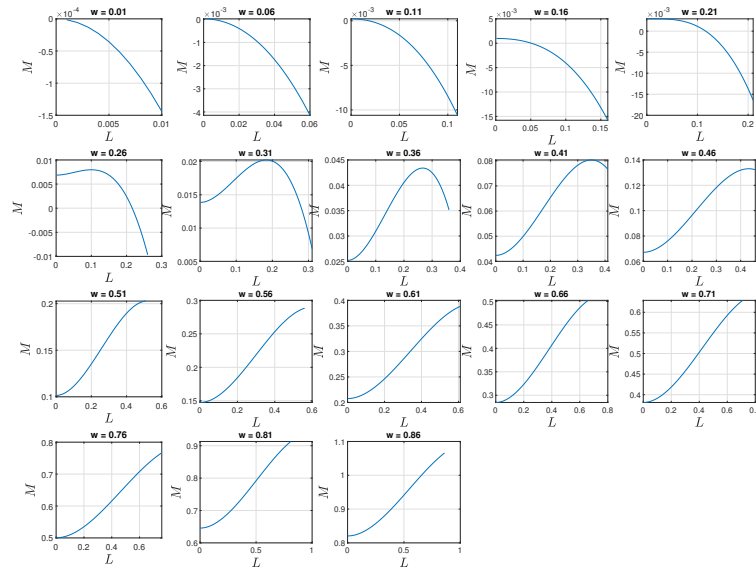 w = 0.01 w = 0.06 w = 0.11 w = 0.16 w = 0.21
×10⁻⁴ ×10⁻³ ×10⁻³ ×10⁻³ ×10⁻³
M M M M M
0 -0.5 -1 -1.5
0 -1 -2 -3 -4
0 -5 -10
5 0 -5 -10 -15
0 -5 -10 -15 -20
0 0.005 0.01
0 0.02 0.04 0.06
0 0.05 0.1
0 0.05 0.1 0.15
0 0.1 0.2
L L L L L
w = 0.26 w = 0.31 w = 0.36 w = 0.41 w = 0.46
M M M M M
0.01 0.005 0 -0.005 -0.01
0.02 0.015 0.01 0.005
0.045 0.04 0.035 0.03 0.025
0.08 0.07 0.06 0.05 0.04
0.14 0.12 0.1 0.08 0.06
0 0.1 0.2 0.3
0 0.1 0.2 0.3
0 0.1 0.2 0.3 0.4
0 0.1 0.2 0.3 0.4
0 0.2 0.4
L L L L L
w = 0.51 w = 0.56 w = 0.61 w = 0.66 w = 0.71
M M M M M
0.2 0.15 0.1
0.3 0.25 0.2 0.15
0.4 0.35 0.3 0.25 0.2
0.5 0.45 0.4 0.35 0.3
0.6 0.5 0.4
0 0.2 0.4 0.6
0 0.2 0.4 0.6
0 0.2 0.4 0.6
0 0.2 0.4 0.6 0.8
0 0.2 0.4 0.6
L L L L L
w = 0.76 w = 0.81 w = 0.86
M M M
0.8 0.7 0.6 0.5
0.9 0.8 0.7 0.6
1.1 1 0.9 0.8
0 0.2 0.4 0.6
0 0.5 1
0 0.5 1
L L L